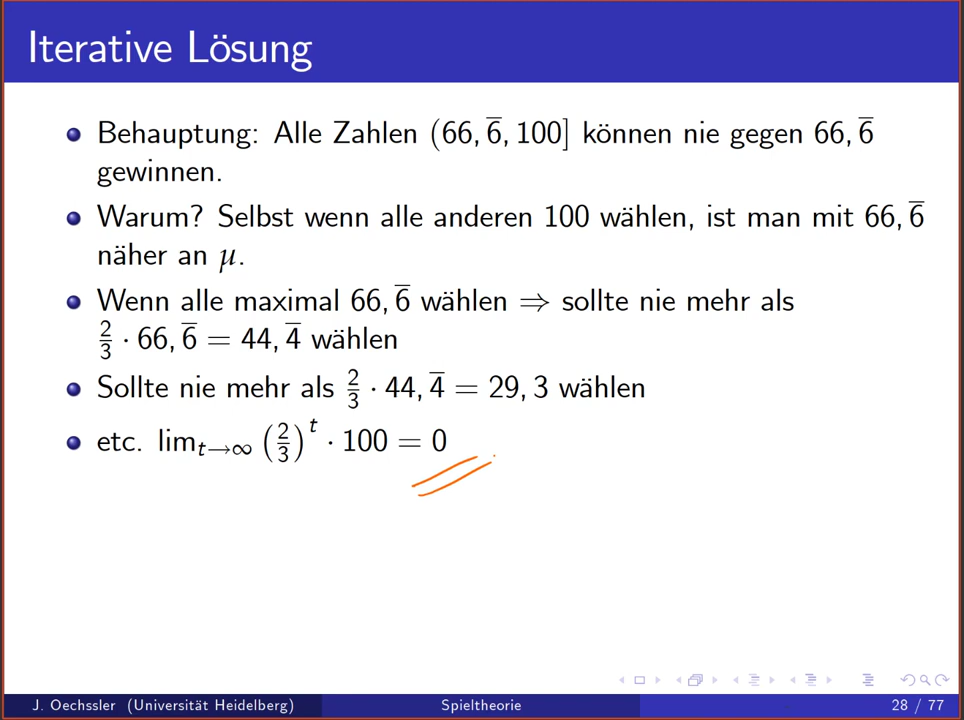 Iterative Lösung
Behauptung: Alle Zahlen (66, 6̅, 100] können nie gegen 66, 6̅
gewinnen.
Warum? Selbst wenn alle anderen 100 wählen, ist man mit 66, 6̅
näher an μ.
Wenn alle maximal 66, 6̅ wählen ⇒ sollte nie mehr als
2/3 · 66, 6̅ = 44, 4̅ wählen
Sollte nie mehr als 2/3 · 44, 4̅ = 29, 3 wählen
etc. lim_{t→∞} (2/3)^t · 100 = 0
J. Oechssler (Universität Heidelberg) Spieltheorie 28 / 77